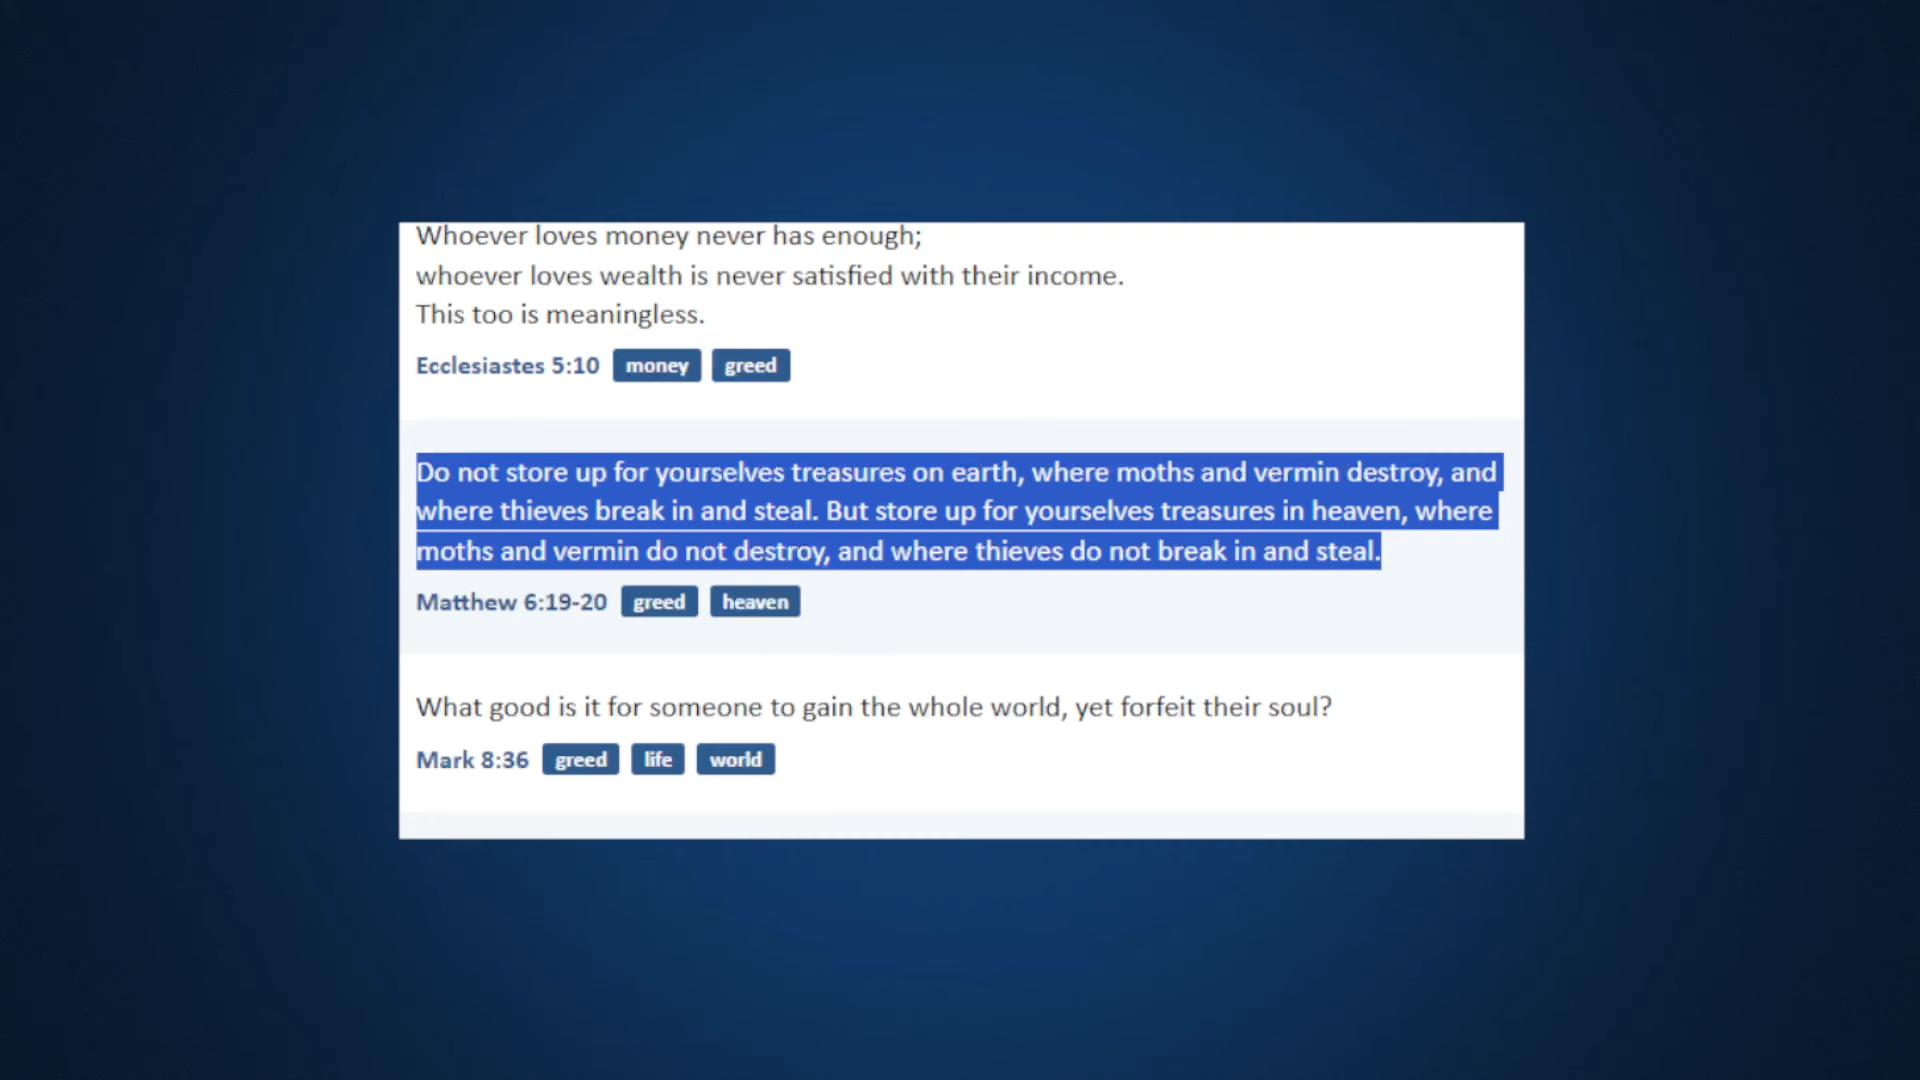 Whoever loves money never has enough;
whoever loves wealth is never satisfied with their income.
This too is meaningless.
Ecclesiastes 5:10 money greed
Do not store up for yourselves treasures on earth, where moths and vermin destroy, and
where thieves break in and steal. But store up for yourselves treasures in heaven, where
moths and vermin do not destroy, and where thieves do not break in and steal.
Matthew 6:19-20 greed heaven
What good is it for someone to gain the whole world, yet forfeit their soul?
Mark 8:36 greed life world